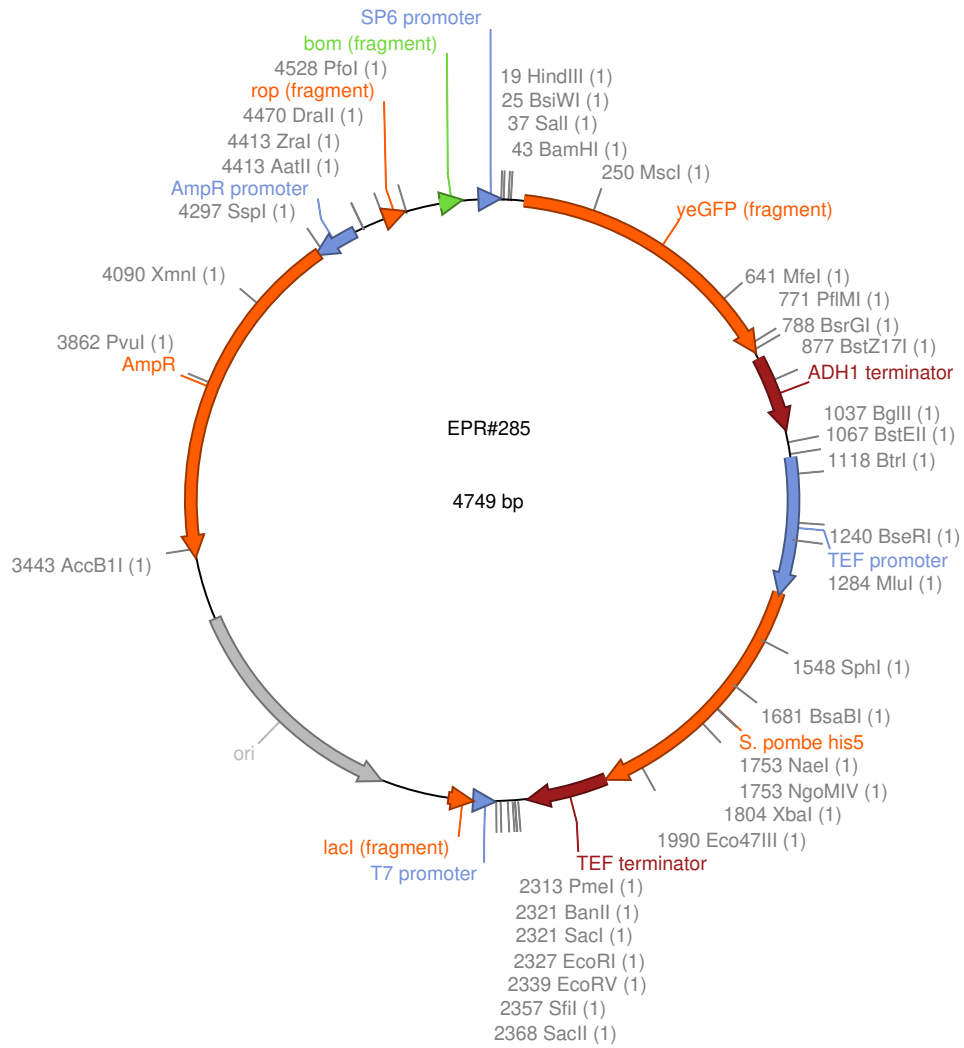 SP6 promoter
bom (fragment)
4528 PfoI (1)
rop (fragment)
4470 DraII (1)
4413 ZraI (1)
4413 AatII (1)
AmpR promoter
4297 SspI (1)
4090 XmnI (1)
3862 PvuI (1)
AmpR
3443 AccB1I (1)
ori
lacI (fragment)
T7 promoter
19 HindIII (1)
25 BsiWI (1)
37 SalI (1)
43 BamHI (1)
250 MscI (1)
yeGFP (fragment)
641 MfeI (1)
771 PflMI (1)
788 BsrGI (1)
877 BstZ17I (1)
ADH1 terminator
1037 BglII (1)
1067 BstEII (1)
1118 BtrI (1)
1240 BseRI (1)
TEF promoter
1284 MluI (1)
1548 SphI (1)
1681 BsaBI (1)
S. pombe his5
1753 NaeI (1)
1753 NgoMIV (1)
1804 XbaI (1)
1990 Eco47III (1)
TEF terminator
2313 PmeI (1)
2321 BanII (1)
2321 SacI (1)
2327 EcoRI (1)
2339 EcoRV (1)
2357 SfiI (1)
2368 SacII (1)
EPR#285
4749 bp